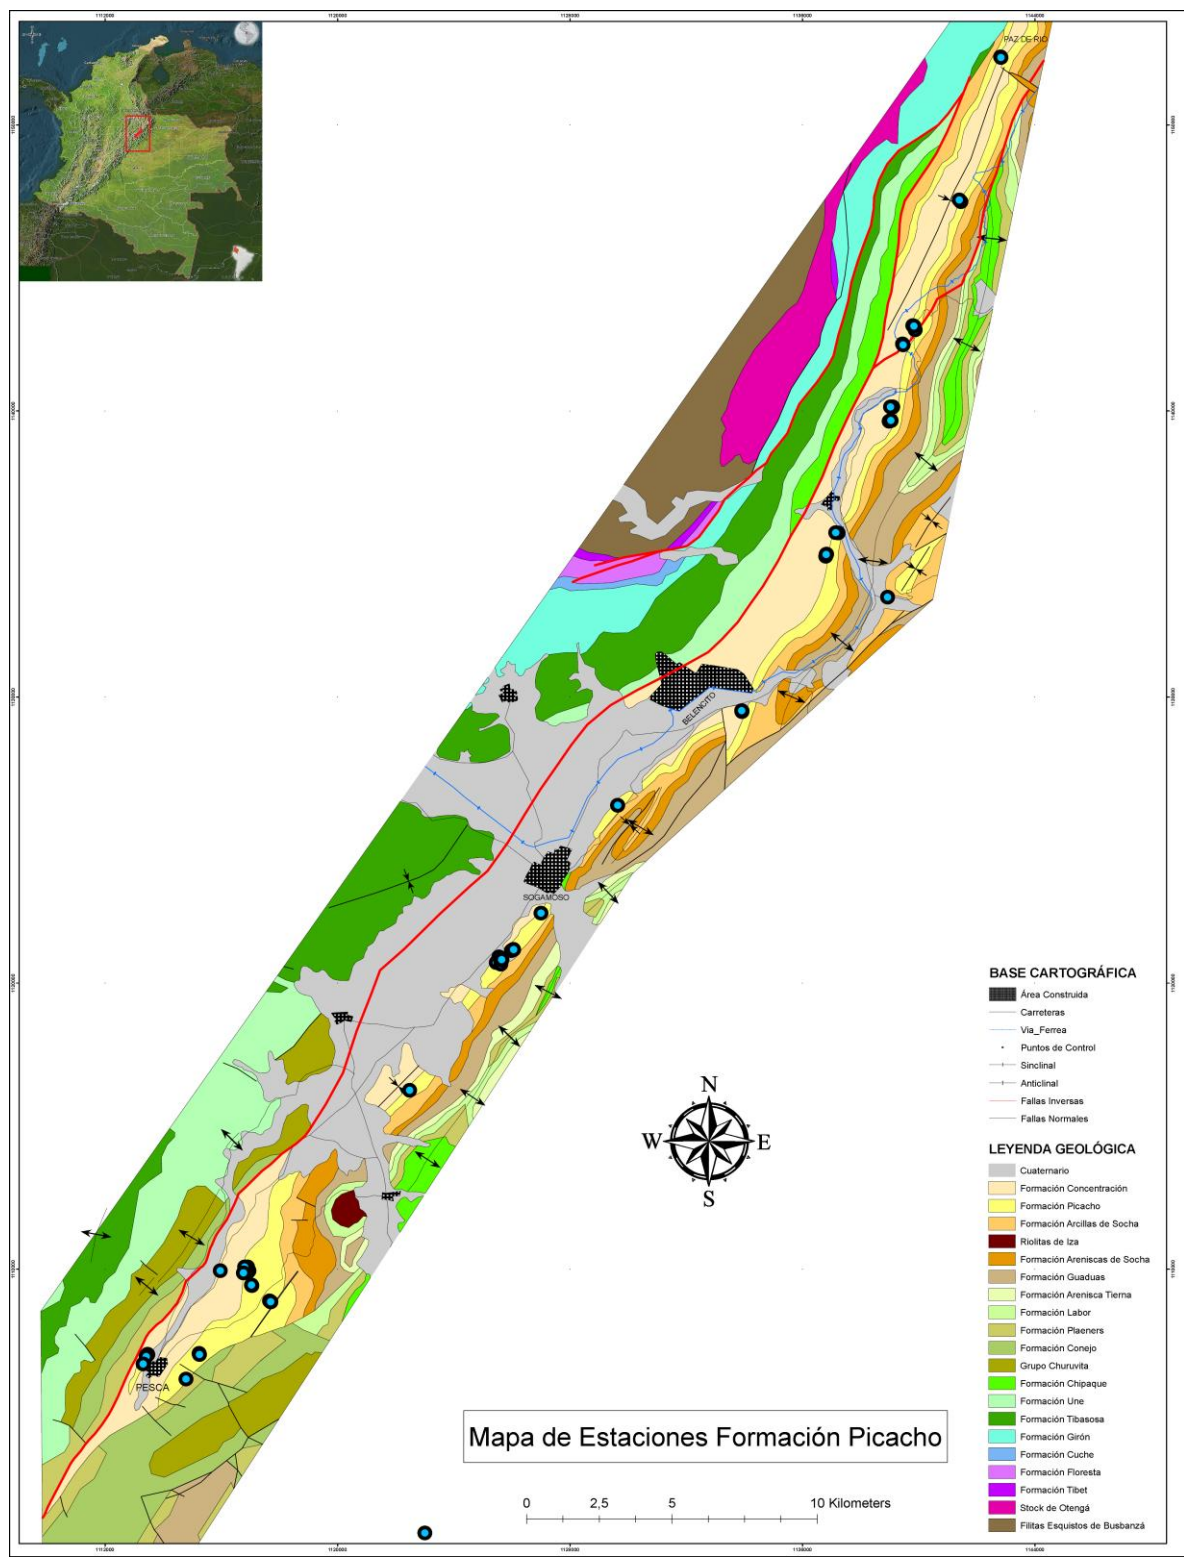 PAZ DE RIO
BELENCITO
SOGAMOSO
PESCA
N
W
E
S
BASE CARTOGRÁFICA
Área Construida
Carreteras
Via_Ferrea
Puntos de Control
Sinclinal
Anticlinal
Fallas Inversas
Fallas Normales
LEYENDA GEOLÓGICA
Cuaternario
Formación Concentración
Formación Picacho
Formación Arcillas de Socha
Riolitas de Iza
Formación Areniscas de Socha
Formación Guaduas
Formación Arenisca Tierna
Formación Labor
Formación Plaeners
Formación Conejo
Grupo Churuvita
Formación Chipaque
Formación Une
Formación Tibasosa
Formación Girón
Formación Cuche
Formación Floresta
Formación Tibet
Stock de Otengá
Filitas Esquistos de Busbanzá
Mapa de Estaciones Formación Picacho
0 2,5 5 10 Kilometers